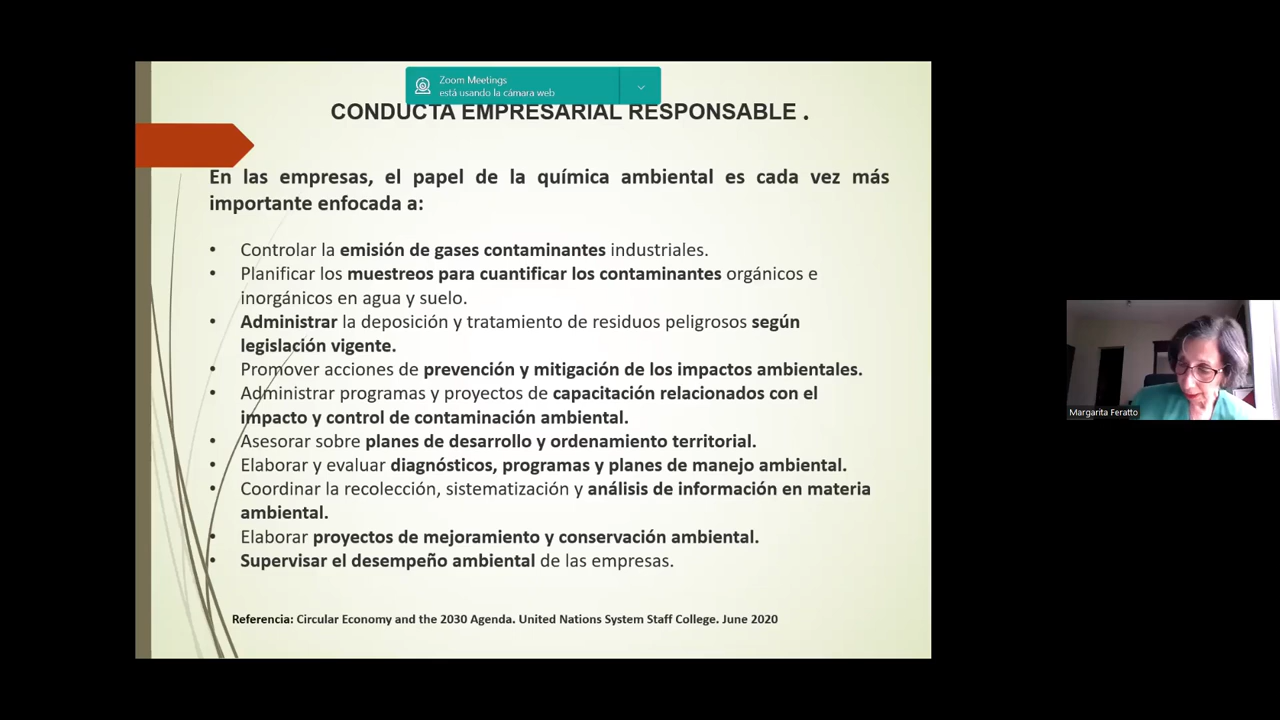 Zoom Meetings
está usando la cámara web
CONDUCTA EMPRESARIAL RESPONSABLE .
En las empresas, el papel de la química ambiental es cada vez más
importante enfocada a:
• Controlar la emisión de gases contaminantes industriales.
• Planificar los muestreos para cuantificar los contaminantes orgánicos e
inorgánicos en agua y suelo.
• Administrar la deposición y tratamiento de residuos peligrosos según
legislación vigente.
• Promover acciones de prevención y mitigación de los impactos ambientales.
• Administrar programas y proyectos de capacitación relacionados con el
impacto y control de contaminación ambiental.
• Asesorar sobre planes de desarrollo y ordenamiento territorial.
• Elaborar y evaluar diagnósticos, programas y planes de manejo ambiental.
• Coordinar la recolección, sistematización y análisis de información en materia
ambiental.
• Elaborar proyectos de mejoramiento y conservación ambiental.
• Supervisar el desempeño ambiental de las empresas.
Referencia: Circular Economy and the 2030 Agenda. United Nations System Staff College. June 2020
Margarita Feratto